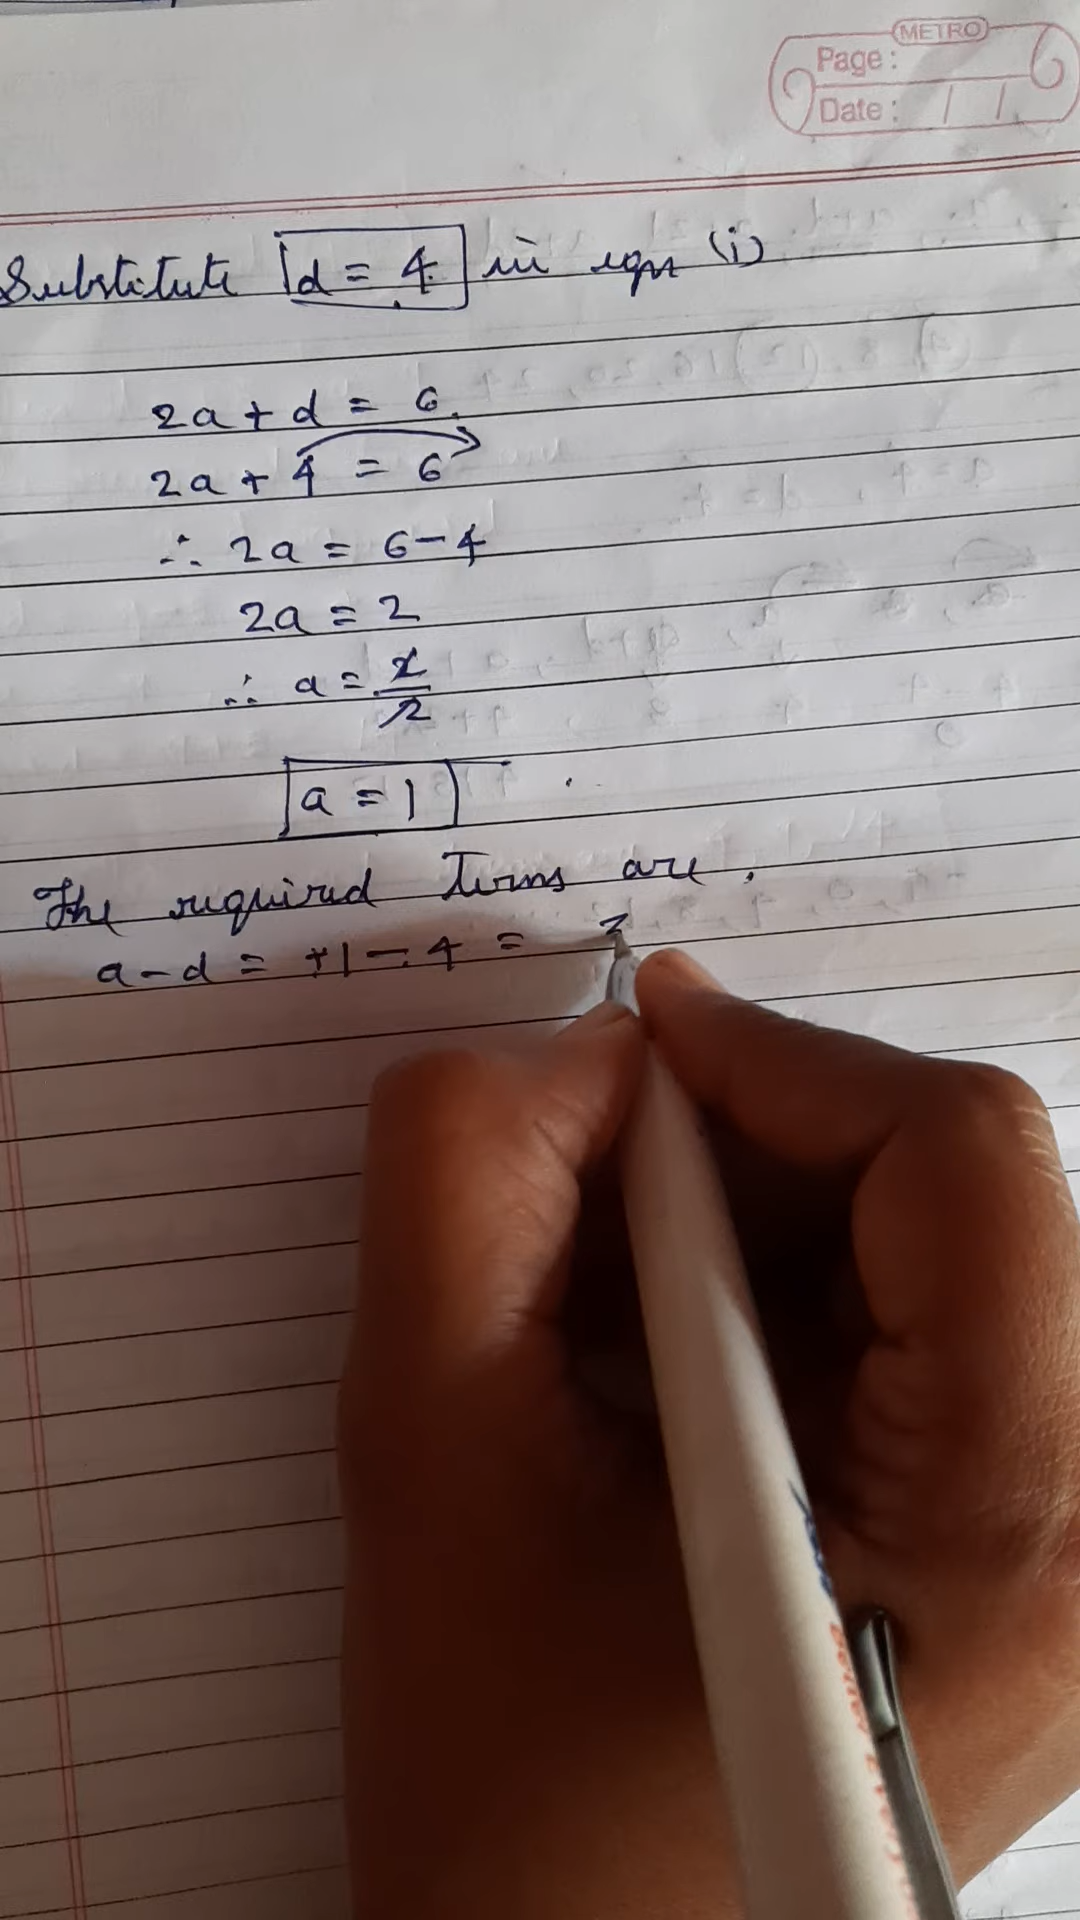 METRO
Page :
Date : / /
Substitute d = 4 in eqn (i)
2a + d = 6
2a + 4 = 6
∴ 2a = 6 - 4
2a = 2
∴ a = 2/2
a = 1
The required Terms are,
a - d = +1 - 4 = 3